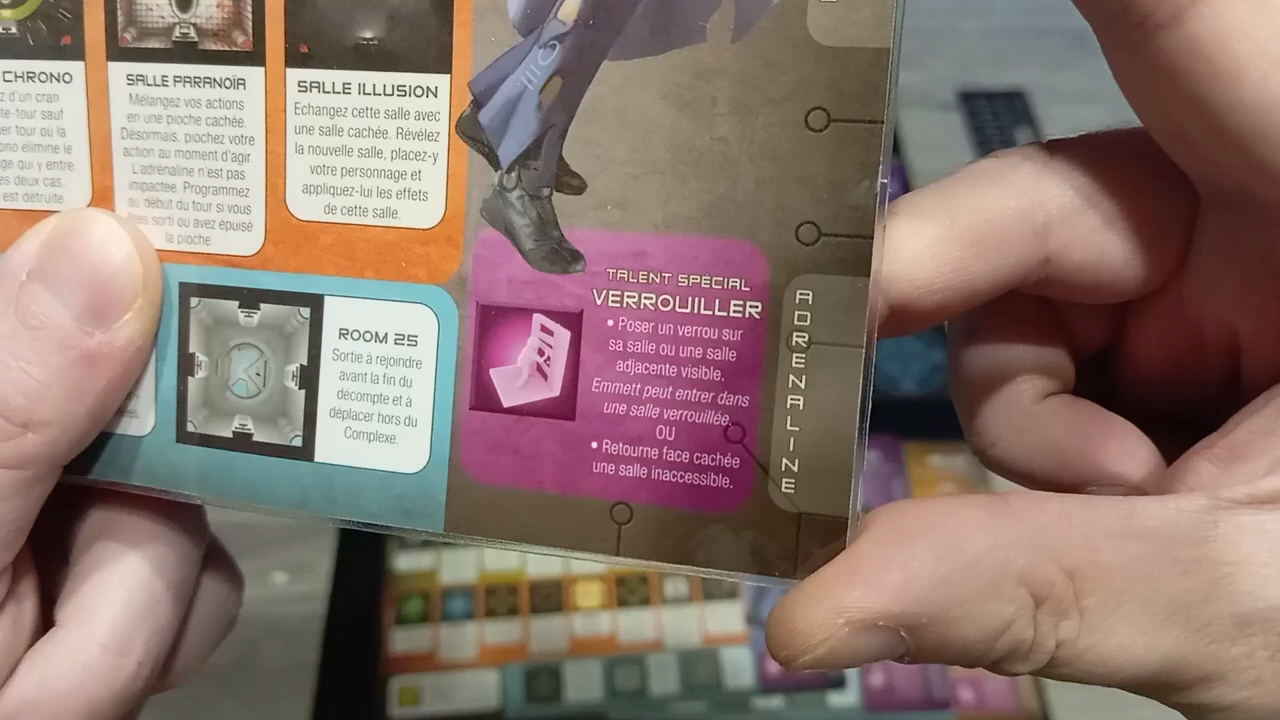 CHRONO
z d'un cran
te-tour sauf
ier tour où la
ono élimine le
ge qui y entre.
es deux cas.
est détruite.
SALLE PARANOÏA
Mélangez vos actions
en une pioche cachée.
Désormais, piochez votre
action au moment d'agir.
L'adrénaline n'est pas
impactée. Programmez
au début du tour si vous
êtes sorti ou avez épuisé
la pioche.
SALLE ILLUSION
Echangez cette salle avec
une salle cachée. Révélez
la nouvelle salle, placez-y
votre personnage et
appliquez-lui les effets
de cette salle.
ROOM 25
Sortie à rejoindre
avant la fin du
décompte et à
déplacer hors du
Complexe.
TALENT SPÉCIAL
VERROUILLER
• Poser un verrou sur
sa salle ou une salle
adjacente visible.
Emmett peut entrer dans
une salle verrouillée.
OU
• Retourne face cachée
une salle inaccessible.
ADRENALINE